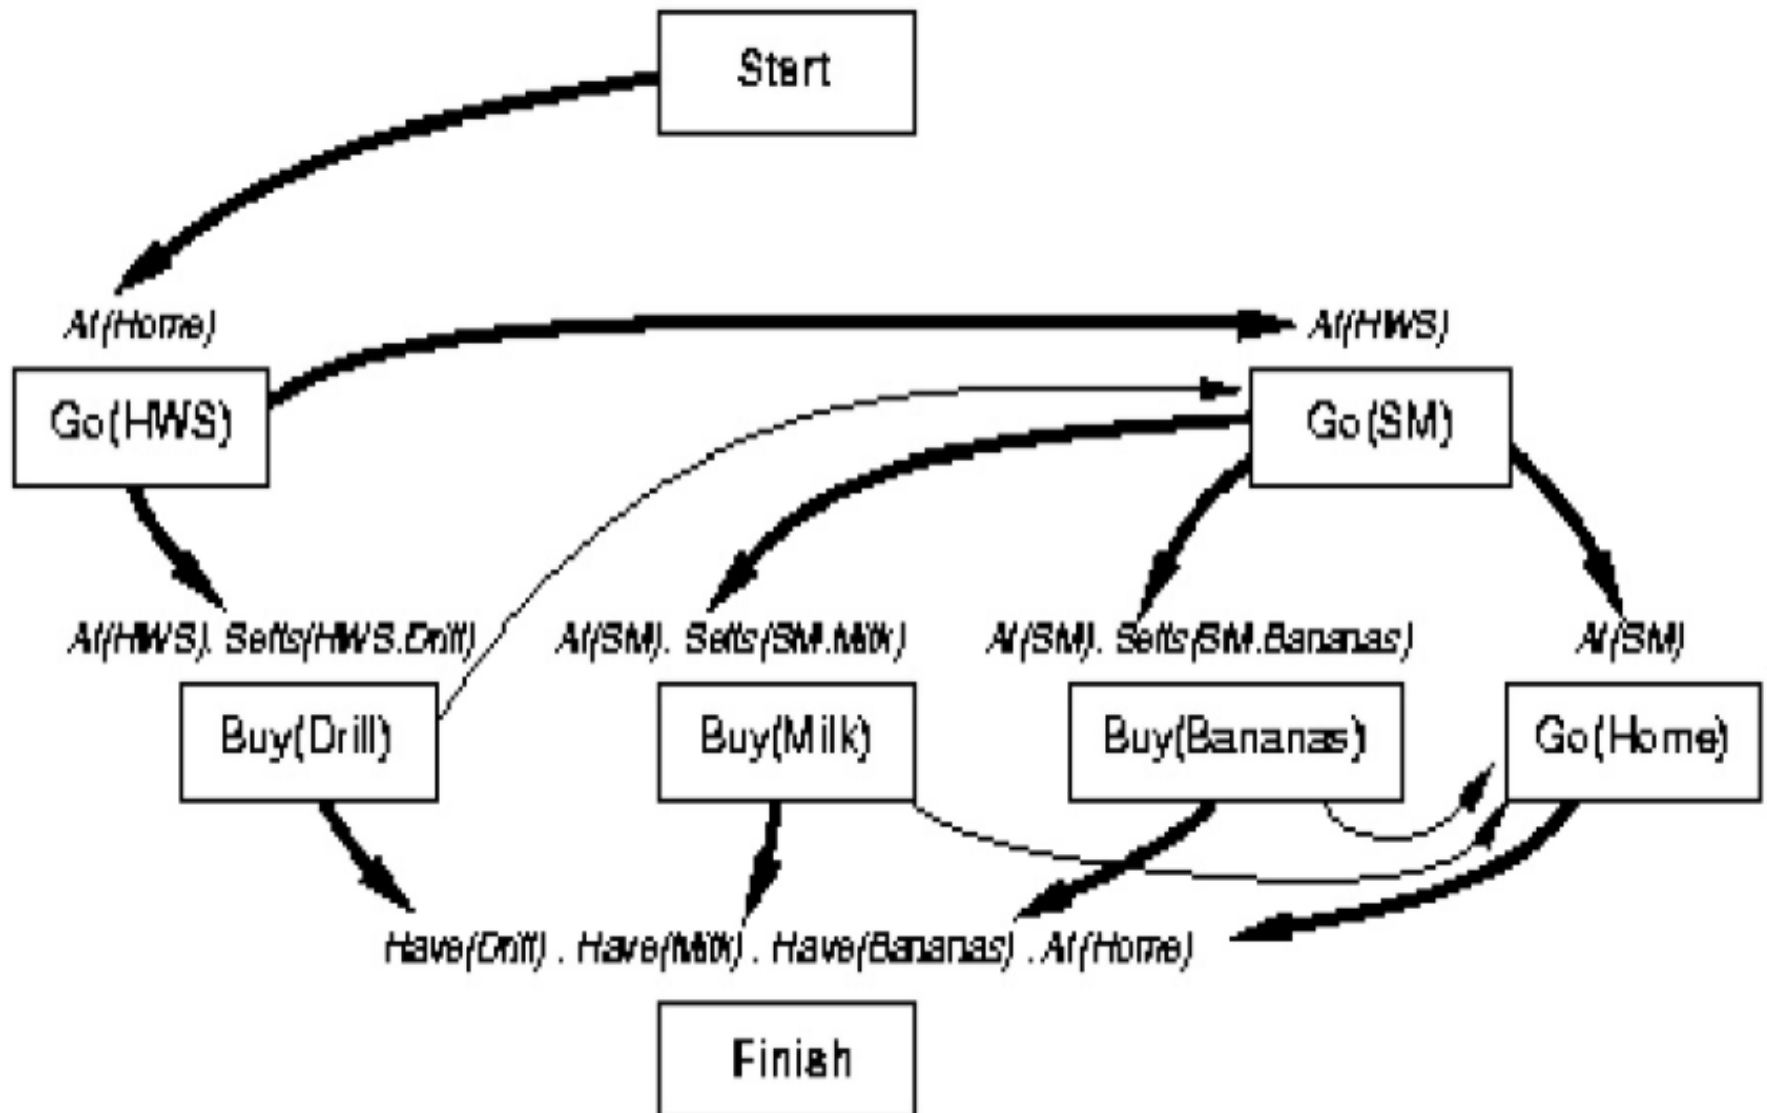 Start
At(Home)
At(HWS)
Go(HWS)
Go(SM)
At(HWS), Sells(HWS,Drill)
At(SM), Sells(SM,Milk)
At(SM), Sells(SM,Bananas)
At(SM)
Buy(Drill)
Buy(Milk)
Buy(Bananas)
Go(Home)
Have(Drill) , Have(Milk) , Have(Bananas) , At(Home)
Finish